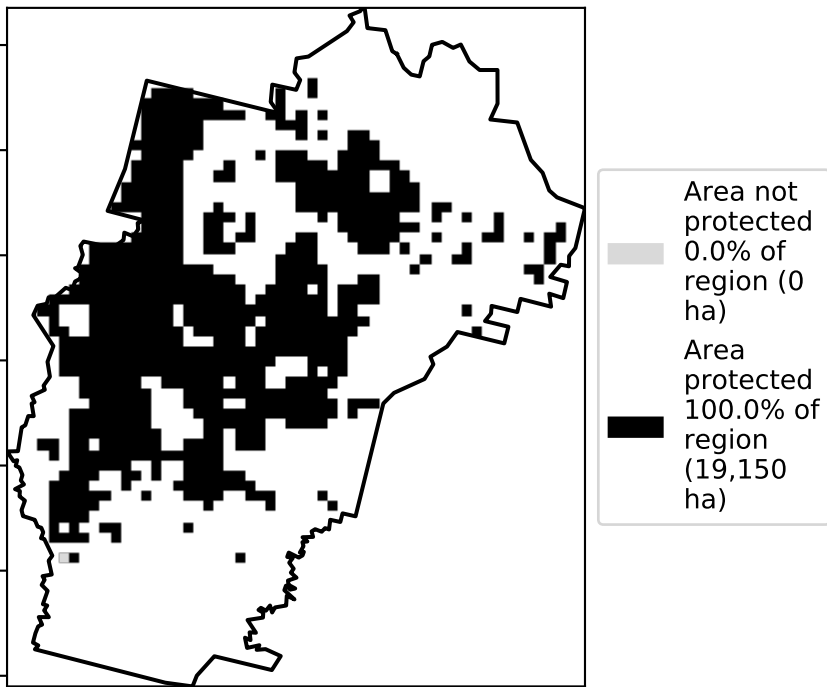 Area not
protected
0.0% of
region (0
ha)
Area
protected
100.0% of
region
(19,150
ha)